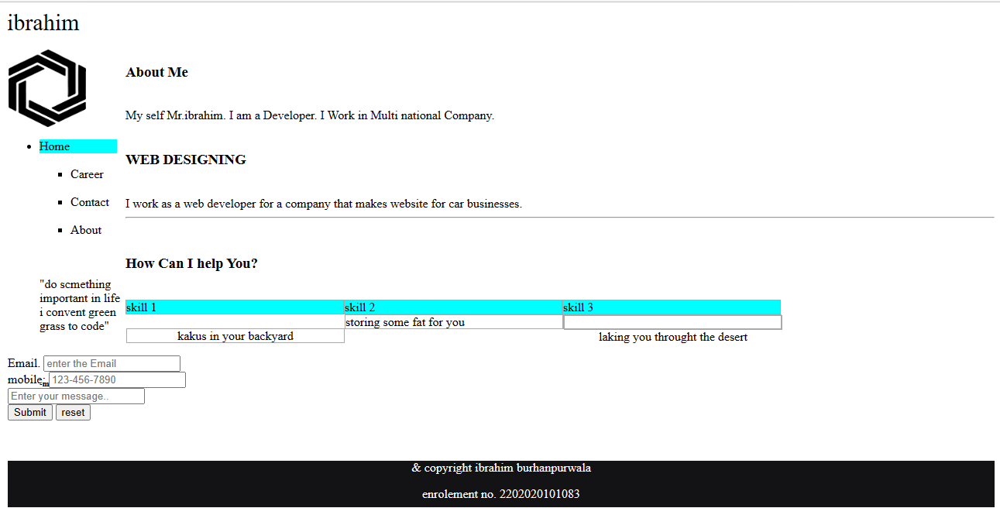 ibrahim
About Me
My self Mr.ibrahim. I am a Developer. I Work in Multi national Company.
Home
WEB DESIGNING
Career
Contact
I work as a web developer for a company that makes website for car businesses.
About
How Can I help You?
"do scmething
important in life
i convent green
grass to code"
skill 1 skill 2 skill 3
storing some fat for you
kakus in your backyard
laking you throught the desert
Email. enter the Email
mobile: 123-456-7890
Enter your message..
Submit reset
& copyright ibrahim burhanpurwala
enrolement no. 2202020101083